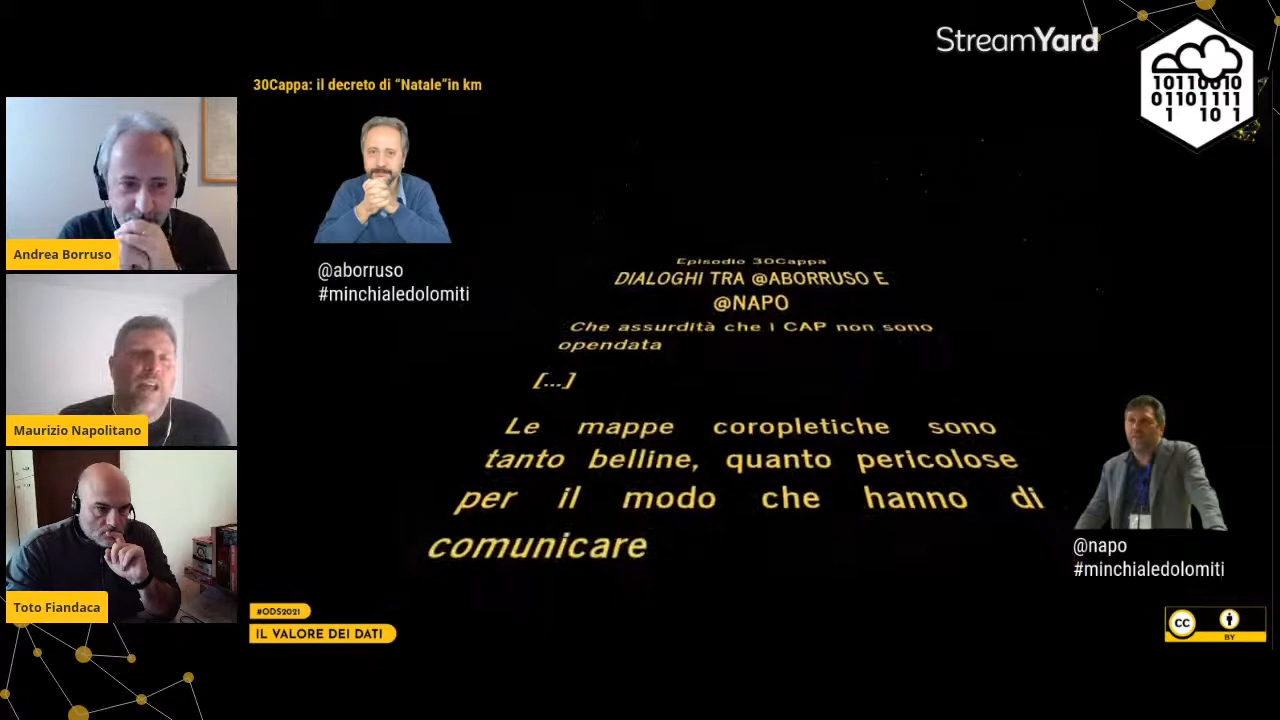 StreamYard
10110010
01101111
1 10 1
30Cappa: il decreto di “Natale“in km
Andrea Borruso
Maurizio Napolitano
Toto Fiandaca
@aborruso
#minchialedolomiti
Episodio 30Cappa
DIALOGHI TRA @ABORRUSO E
@NAPO
Che assurdità che i CAP non sono
opendata
[...]
Le mappe coropletiche sono
tanto belline, quanto pericolose
per il modo che hanno di
comunicare
@napo
#minchialedolomiti
#ODS2021
IL VALORE DEI DATI
CC
BY